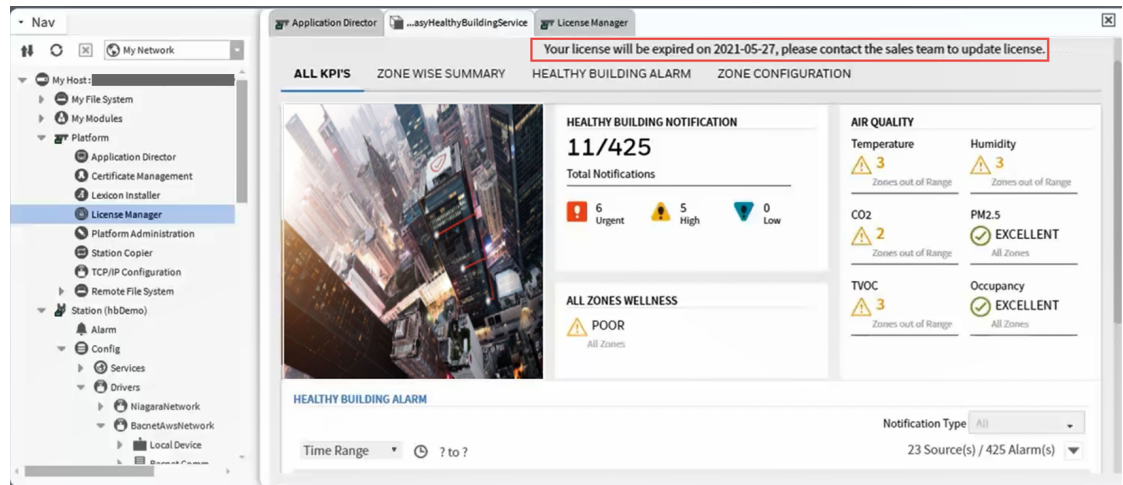 Nav
My Network
My Host :
My File System
My Modules
Platform
Application Director
Certificate Management
Lexicon Installer
License Manager
Platform Administration
Station Copier
TCP/IP Configuration
Remote File System
Station (hbDemo)
Alarm
Config
Services
Drivers
NiagaraNetwork
BacnetAwsNetwork
Local Device
Bacnet Comm
Application Director
...asyHealthyBuildingService
License Manager
Your license will be expired on 2021-05-27, please contact the sales team to update license.
ALL KPI'S ZONE WISE SUMMARY HEALTHY BUILDING ALARM ZONE CONFIGURATION
HEALTHY BUILDING NOTIFICATION
11/425
Total Notifications
6
Urgent
5
High
0
Low
ALL ZONES WELLNESS
POOR
All Zones
AIR QUALITY
Temperature
3
Zones out of Range
Humidity
3
Zones out of Range
CO2
2
Zones out of Range
PM2.5
EXCELLENT
All Zones
TVOC
3
Zones out of Range
Occupancy
EXCELLENT
All Zones
HEALTHY BUILDING ALARM
Notification Type All
Time Range ? to ?
23 Source(s) / 425 Alarm(s)